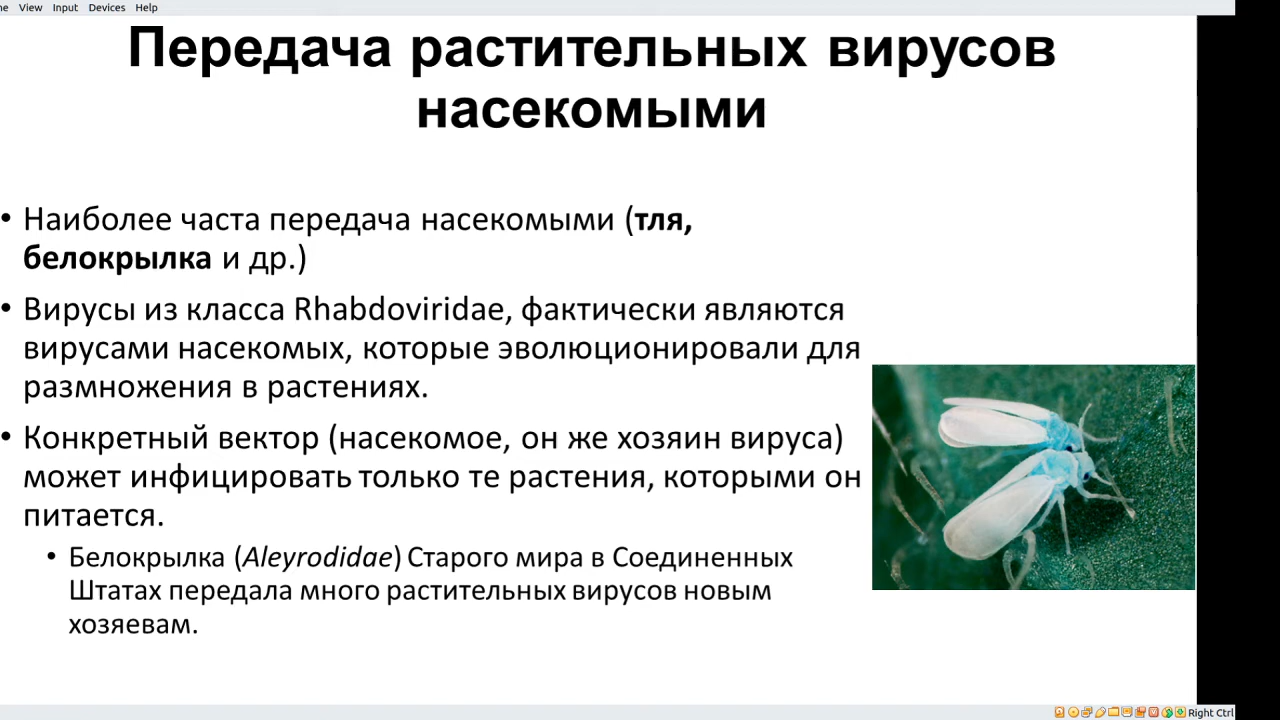 View Input Devices Help
Передача растительных вирусов
насекомыми
• Наиболее часта передача насекомыми (тля,
белокрылка и др.)
• Вирусы из класса Rhabdoviridae, фактически являются
вирусами насекомых, которые эволюционировали для
размножения в растениях.
• Конкретный вектор (насекомое, он же хозяин вируса)
может инфицировать только те растения, которыми он
питается.
• Белокрылка (Aleyrodidae) Старого мира в Соединенных
Штатах передала много растительных вирусов новым
хозяевам.
Right Ctrl